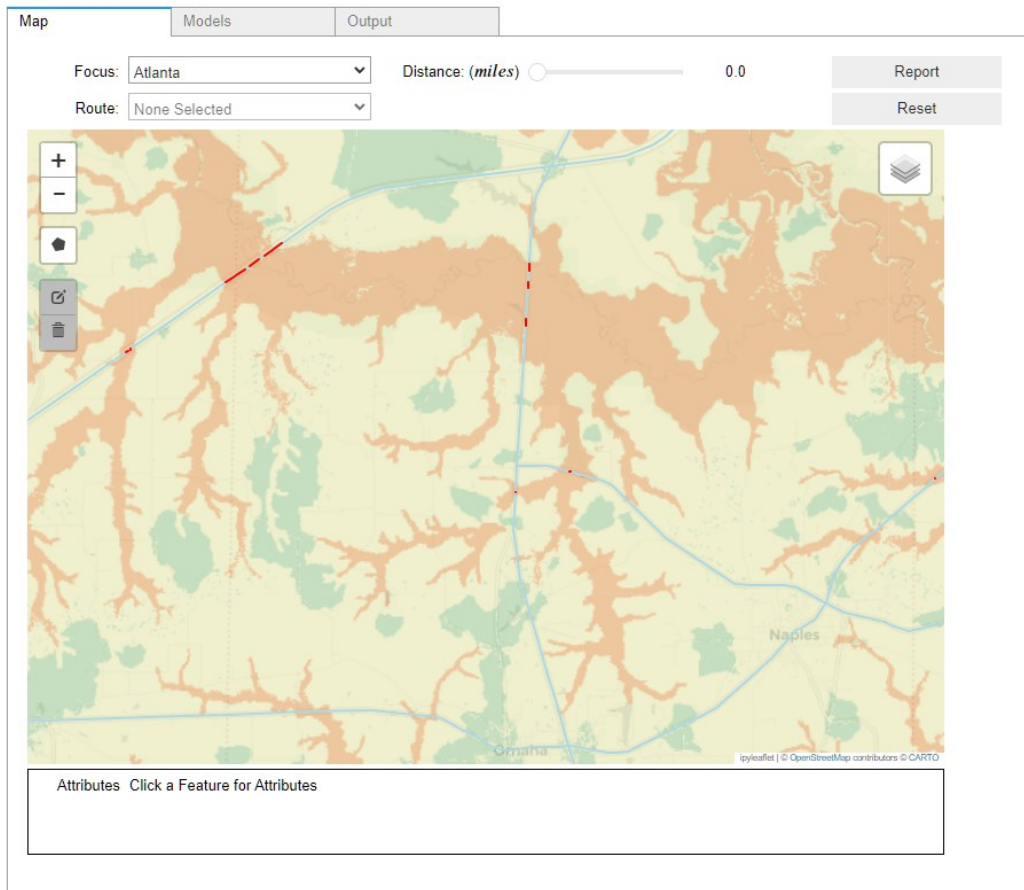 Map Models Output
Focus: Atlanta Distance: (miles) 0.0 Report
Route: None Selected Reset
+
−
Naples
Omaha
ipyleaflet | © OpenStreetMap contributors © CARTO
Attributes Click a Feature for Attributes